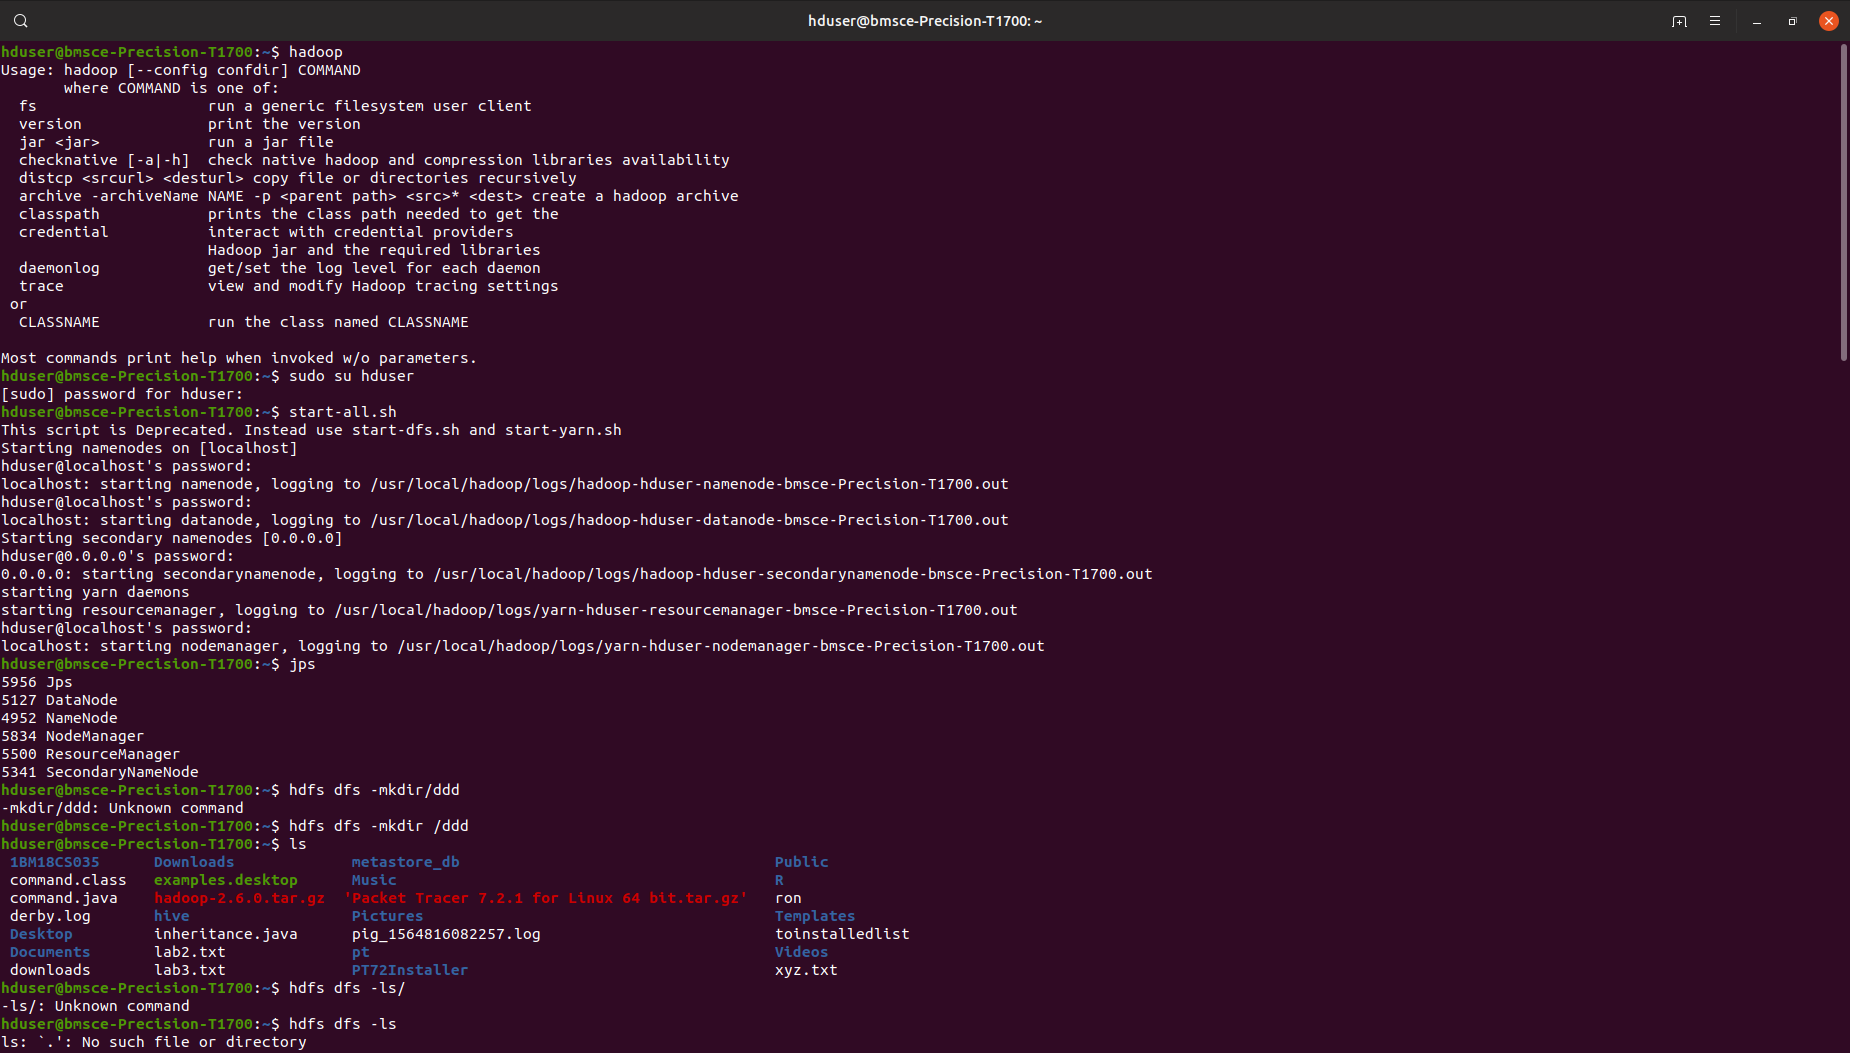 hduser@bmsce-Precision-T1700: ~
hduser@bmsce-Precision-T1700:~$ hadoop
Usage: hadoop [--config confdir] COMMAND
       where COMMAND is one of:
  fs                   run a generic filesystem user client
  version              print the version
  jar <jar>            run a jar file
  checknative [-a|-h]  check native hadoop and compression libraries availability
  distcp <srcurl> <desturl> copy file or directories recursively
  archive -archiveName NAME -p <parent path> <src>* <dest> create a hadoop archive
  classpath            prints the class path needed to get the
  credential           interact with credential providers
                       Hadoop jar and the required libraries
  daemonlog            get/set the log level for each daemon
  trace                view and modify Hadoop tracing settings
 or
  CLASSNAME            run the class named CLASSNAME
Most commands print help when invoked w/o parameters.
hduser@bmsce-Precision-T1700:~$ sudo su hduser
[sudo] password for hduser:
hduser@bmsce-Precision-T1700:~$ start-all.sh
This script is Deprecated. Instead use start-dfs.sh and start-yarn.sh
Starting namenodes on [localhost]
hduser@localhost's password:
localhost: starting namenode, logging to /usr/local/hadoop/logs/hadoop-hduser-namenode-bmsce-Precision-T1700.out
hduser@localhost's password:
localhost: starting datanode, logging to /usr/local/hadoop/logs/hadoop-hduser-datanode-bmsce-Precision-T1700.out
Starting secondary namenodes [0.0.0.0]
hduser@0.0.0.0's password:
0.0.0.0: starting secondarynamenode, logging to /usr/local/hadoop/logs/hadoop-hduser-secondarynamenode-bmsce-Precision-T1700.out
starting yarn daemons
starting resourcemanager, logging to /usr/local/hadoop/logs/yarn-hduser-resourcemanager-bmsce-Precision-T1700.out
hduser@localhost's password:
localhost: starting nodemanager, logging to /usr/local/hadoop/logs/yarn-hduser-nodemanager-bmsce-Precision-T1700.out
hduser@bmsce-Precision-T1700:~$ jps
5956 Jps
5127 DataNode
4952 NameNode
5834 NodeManager
5500 ResourceManager
5341 SecondaryNameNode
hduser@bmsce-Precision-T1700:~$ hdfs dfs -mkdir/ddd
-mkdir/ddd: Unknown command
hduser@bmsce-Precision-T1700:~$ hdfs dfs -mkdir /ddd
hduser@bmsce-Precision-T1700:~$ ls
 1BM18CS035      Downloads             metastore_db                                   Public
 command.class   examples.desktop      Music                                          R
 command.java    hadoop-2.6.0.tar.gz  'Packet Tracer 7.2.1 for Linux 64 bit.tar.gz'   ron
 derby.log       hive                  Pictures                                       Templates
 Desktop         inheritance.java      pig_1564816082257.log                          toinstalledlist
 Documents       lab2.txt              pt                                             Videos
 downloads       lab3.txt              PT72Installer                                  xyz.txt
hduser@bmsce-Precision-T1700:~$ hdfs dfs -ls/
-ls/: Unknown command
hduser@bmsce-Precision-T1700:~$ hdfs dfs -ls
ls: `.': No such file or directory